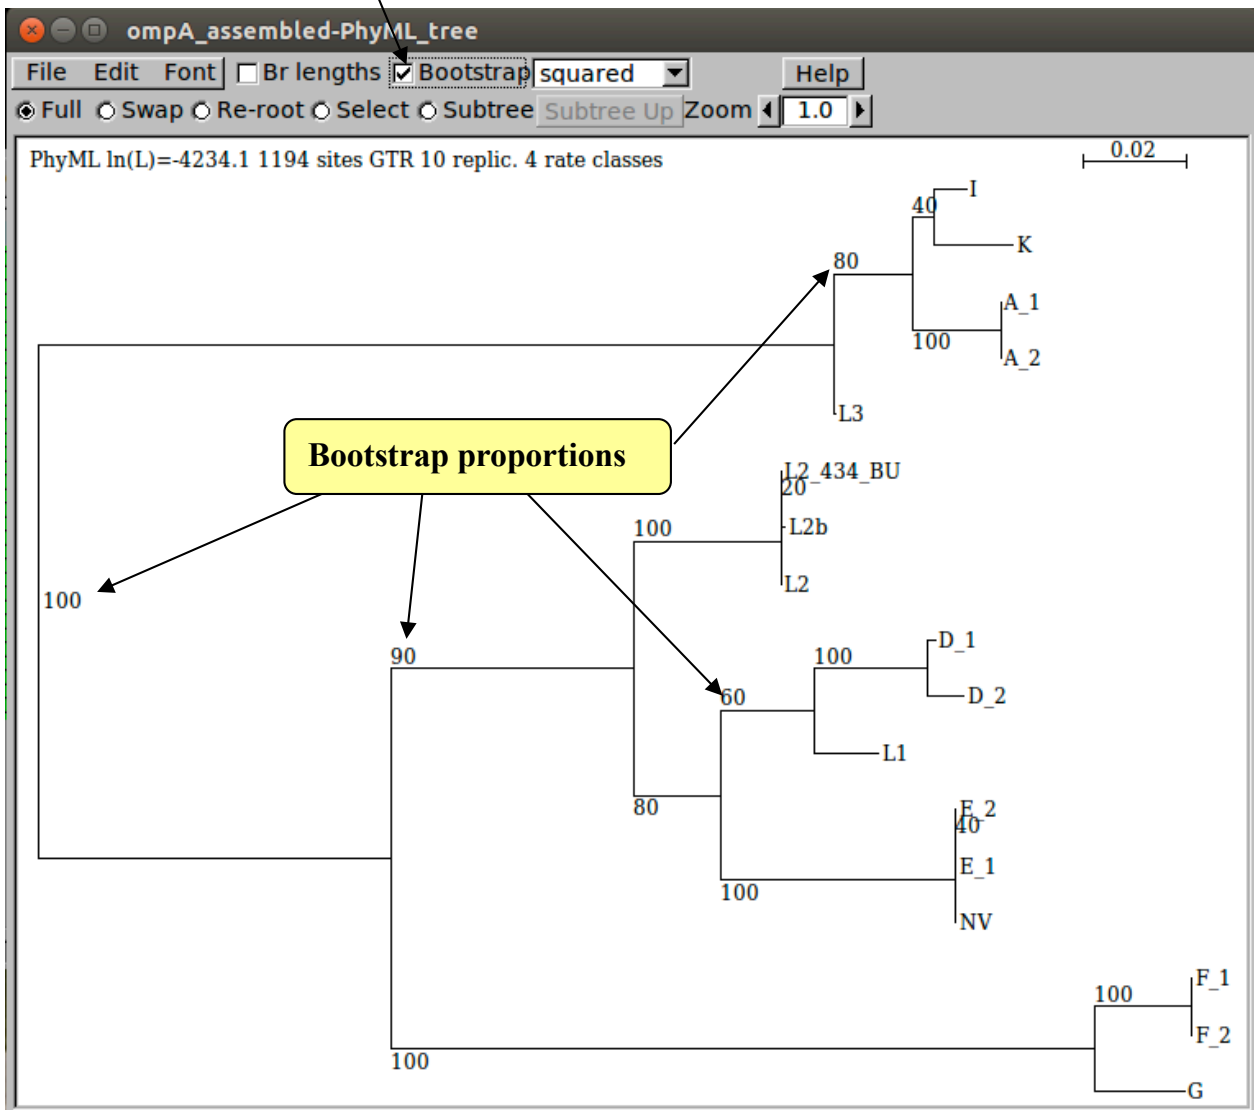 ompA_assembled-PhyML_tree
File Edit Font Br lengths Bootstrap squared Help
Full Swap Re-root Select Subtree Subtree Up Zoom 1.0
PhyML ln(L)=-4234.1 1194 sites GTR 10 replic. 4 rate classes
0.02
I
40
K
80
A_1
100
A_2
L3
Bootstrap proportions
L2_434_BU
20
100
L2b
L2
100
D_1
90
100
60
D_2
L1
80
E_2
40
E_1
100
NV
F_1
100
F_2
100
G